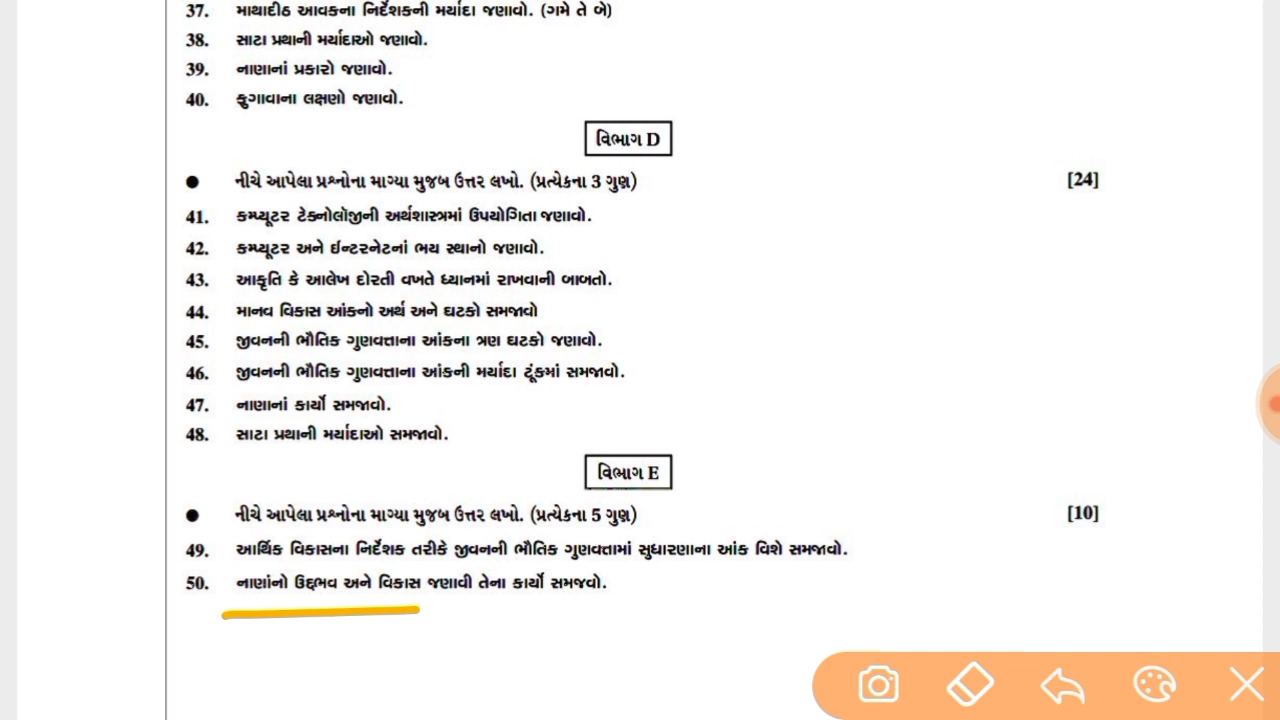 37. માથાદીઠ આવકના નિર્દેશકની મર્યાદા જણાવો. (ગમે તે બે)
38. સાટા પ્રથાની મર્યાદાઓ જણાવો.
39. નાણાનાં પ્રકારો જણાવો.
40. ફુગાવાના લક્ષણો જણાવો.
વિભાગ D
● નીચે આપેલા પ્રશ્નોના માગ્યા મુજબ ઉત્તર લખો. (પ્રત્યેકના 3 ગુણ) [24]
41. કમ્પ્યૂટર ટેક્નોલૉજીની અર્થશાસ્ત્રમાં ઉપયોગિતા જણાવો.
42. કમ્પ્યૂટર અને ઈન્ટરનેટનાં ભય સ્થાનો જણાવો.
43. આકૃતિ કે આલેખ દોરતી વખતે ધ્યાનમાં રાખવાની બાબતો.
44. માનવ વિકાસ આંકનો અર્થ અને ઘટકો સમજાવો
45. જીવનની ભૌતિક ગુણવત્તાના આંકના ત્રણ ઘટકો જણાવો.
46. જીવનની ભૌતિક ગુણવત્તાના આંકની મર્યાદા ટૂંકમાં સમજાવો.
47. નાણાનાં કાર્યો સમજાવો.
48. સાટા પ્રથાની મર્યાદાઓ સમજાવો.
વિભાગ E
● નીચે આપેલા પ્રશ્નોના માગ્યા મુજબ ઉત્તર લખો. (પ્રત્યેકના 5 ગુણ) [10]
49. આર્થિક વિકાસના નિર્દેશક તરીકે જીવનની ભૌતિક ગુણવત્તામાં સુધારણાના આંક વિશે સમજાવો.
50. નાણાંનો ઉદ્દભવ અને વિકાસ જણાવી તેના કાર્યો સમજવો.